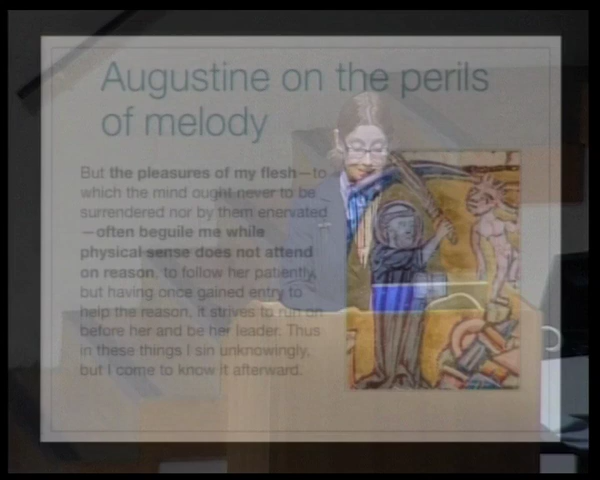 Augustine on the perils
of melody
But the pleasures of my flesh—to
which the mind ought never to be
surrendered nor by them enervated
—often beguile me while
physical sense does not attend
on reason, to follow her patiently,
but having once gained entry to
help the reason, it strives to run on
before her and be her leader. Thus
in these things I sin unknowingly,
but I come to know it afterward.